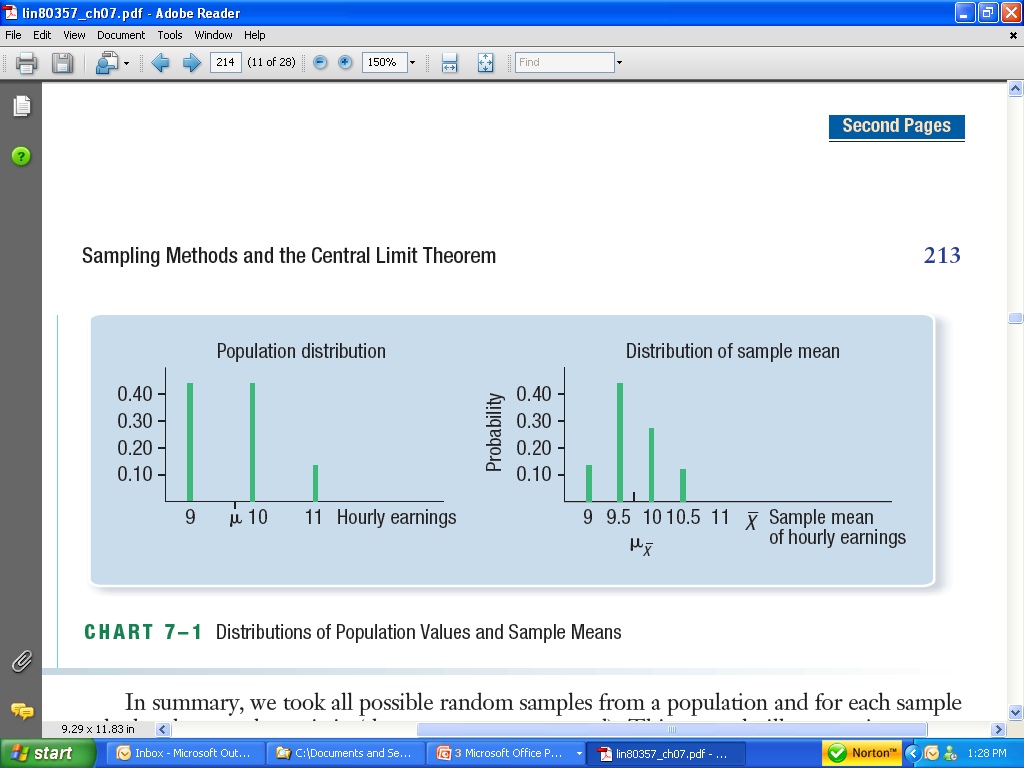 lin80357_ch07.pdf - Adobe Reader
File Edit View Document Tools Window Help
214 (11 of 28) 150% Find
Second Pages
Sampling Methods and the Central Limit Theorem 213
Population distribution
0.40
0.30
0.20
0.10
9 μ 10 11 Hourly earnings
Distribution of sample mean
Probability
0.40
0.30
0.20
0.10
9 9.5 10 10.5 11 X̅ Sample mean
of hourly earnings
μX̅
CHART 7–1 Distributions of Population Values and Sample Means
In summary, we took all possible random samples from a population and for each sample
9.29 x 11.83 in
start Inbox - Microsoft Out... C:\Documents and Se... 3 Microsoft Office P... lin80357_ch07.pdf - ... Norton™ 1:28 PM